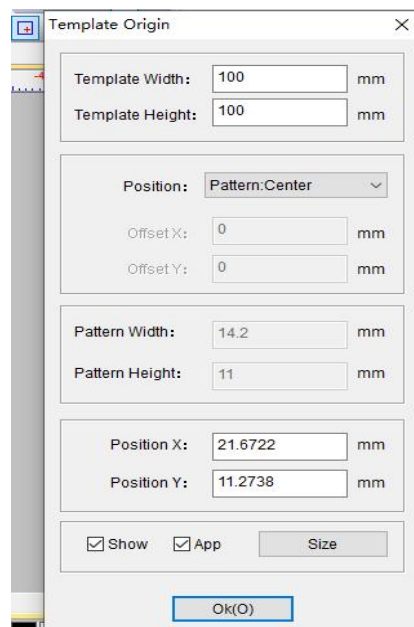 Template Origin
Template Width: 100 mm
Template Height: 100 mm
Position: Pattern:Center
Offset X: 0 mm
Offset Y: 0 mm
Pattern Width: 14.2 mm
Pattern Height: 11 mm
Position X: 21.6722 mm
Position Y: 11.2738 mm
Show App Size
Ok(O)